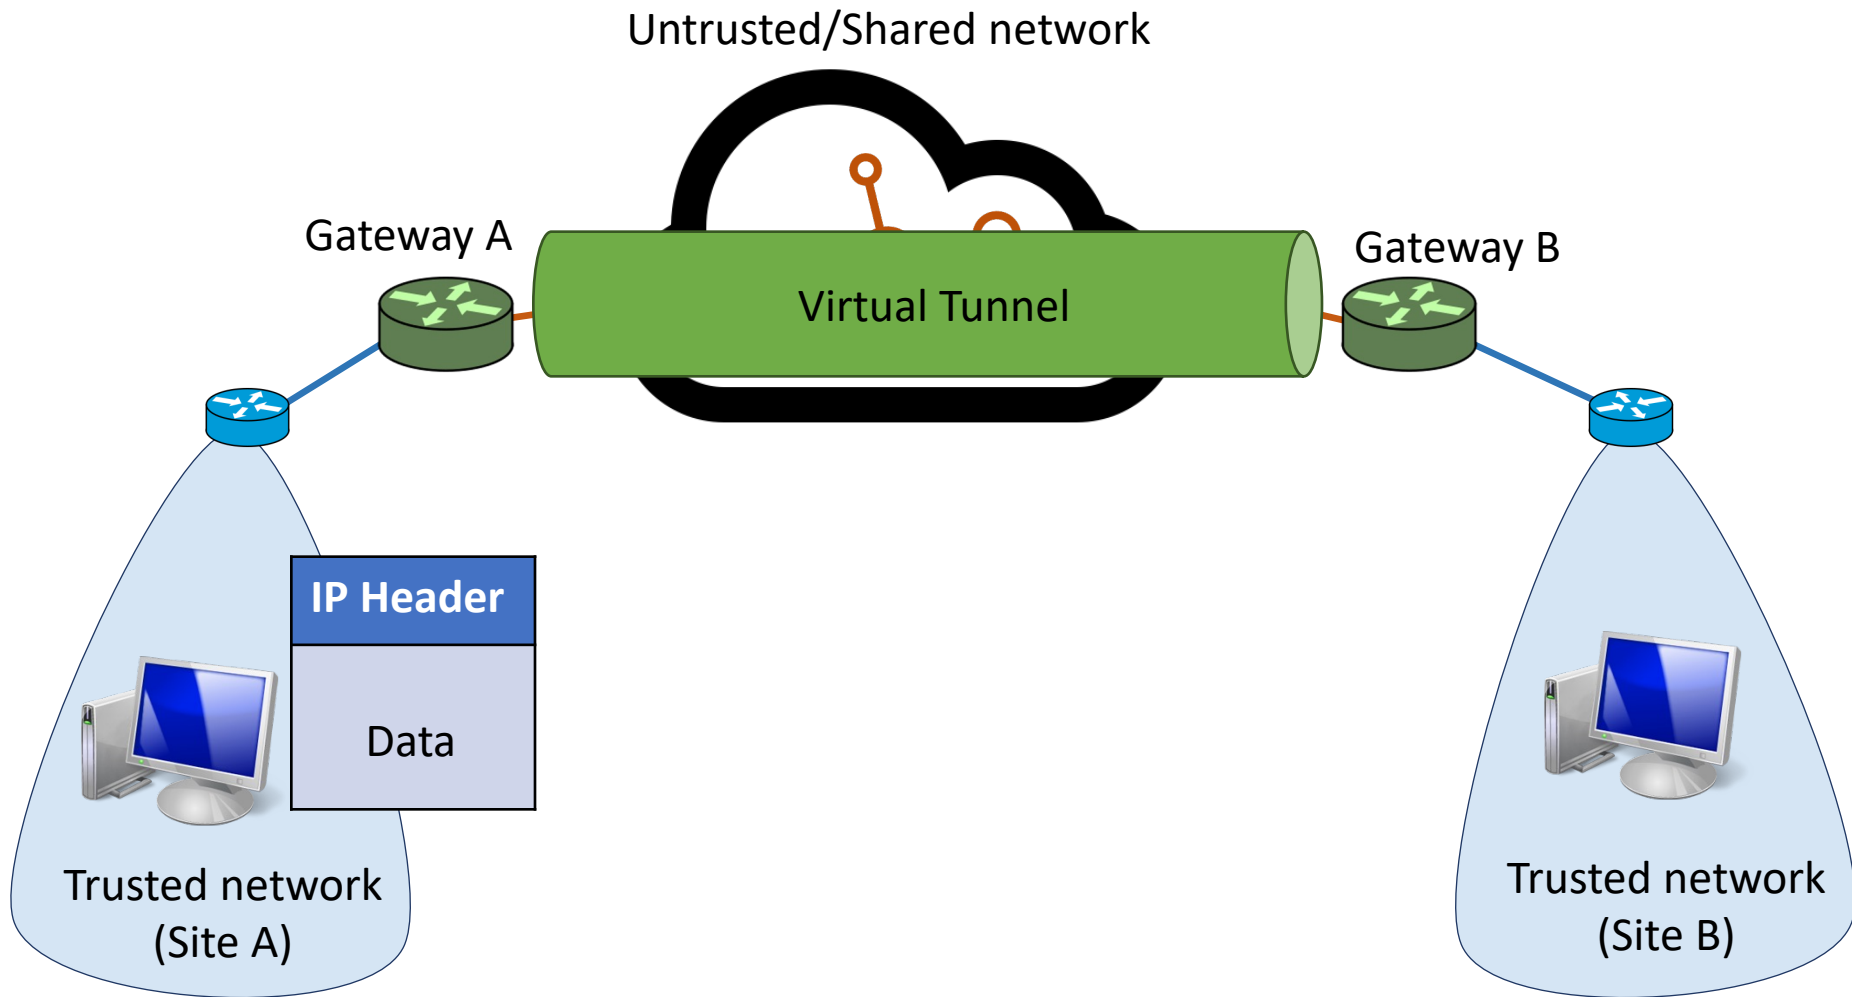 Untrusted/Shared network
Gateway A
Gateway B
Virtual Tunnel
IP Header
Data
Trusted network
(Site A)
Trusted network
(Site B)